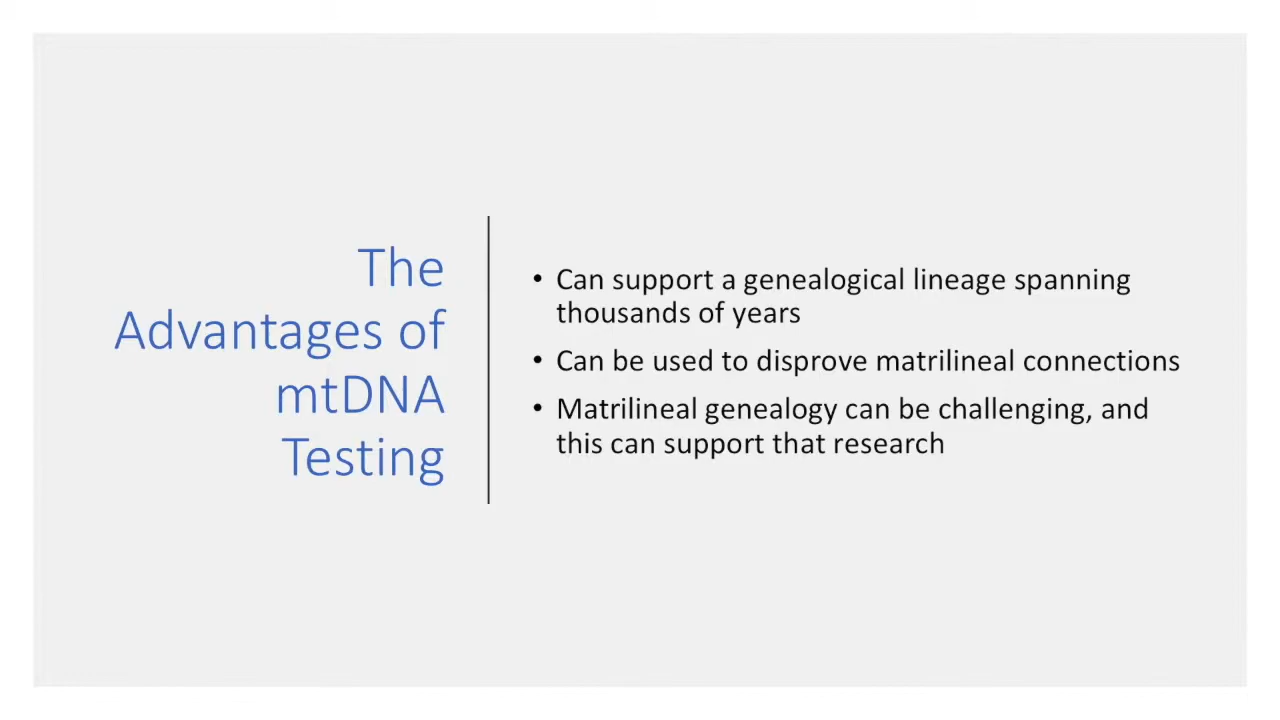 The
Advantages of
mtDNA
Testing
• Can support a genealogical lineage spanning
thousands of years
• Can be used to disprove matrilineal connections
• Matrilineal genealogy can be challenging, and
this can support that research